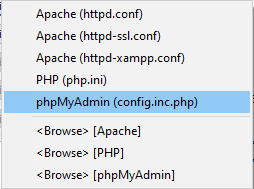 Apache (httpd.conf)
Apache (httpd-ssl.conf)
Apache (httpd-xampp.conf)
PHP (php.ini)
phpMyAdmin (config.inc.php)
<Browse> [Apache]
<Browse> [PHP]
<Browse> [phpMyAdmin]